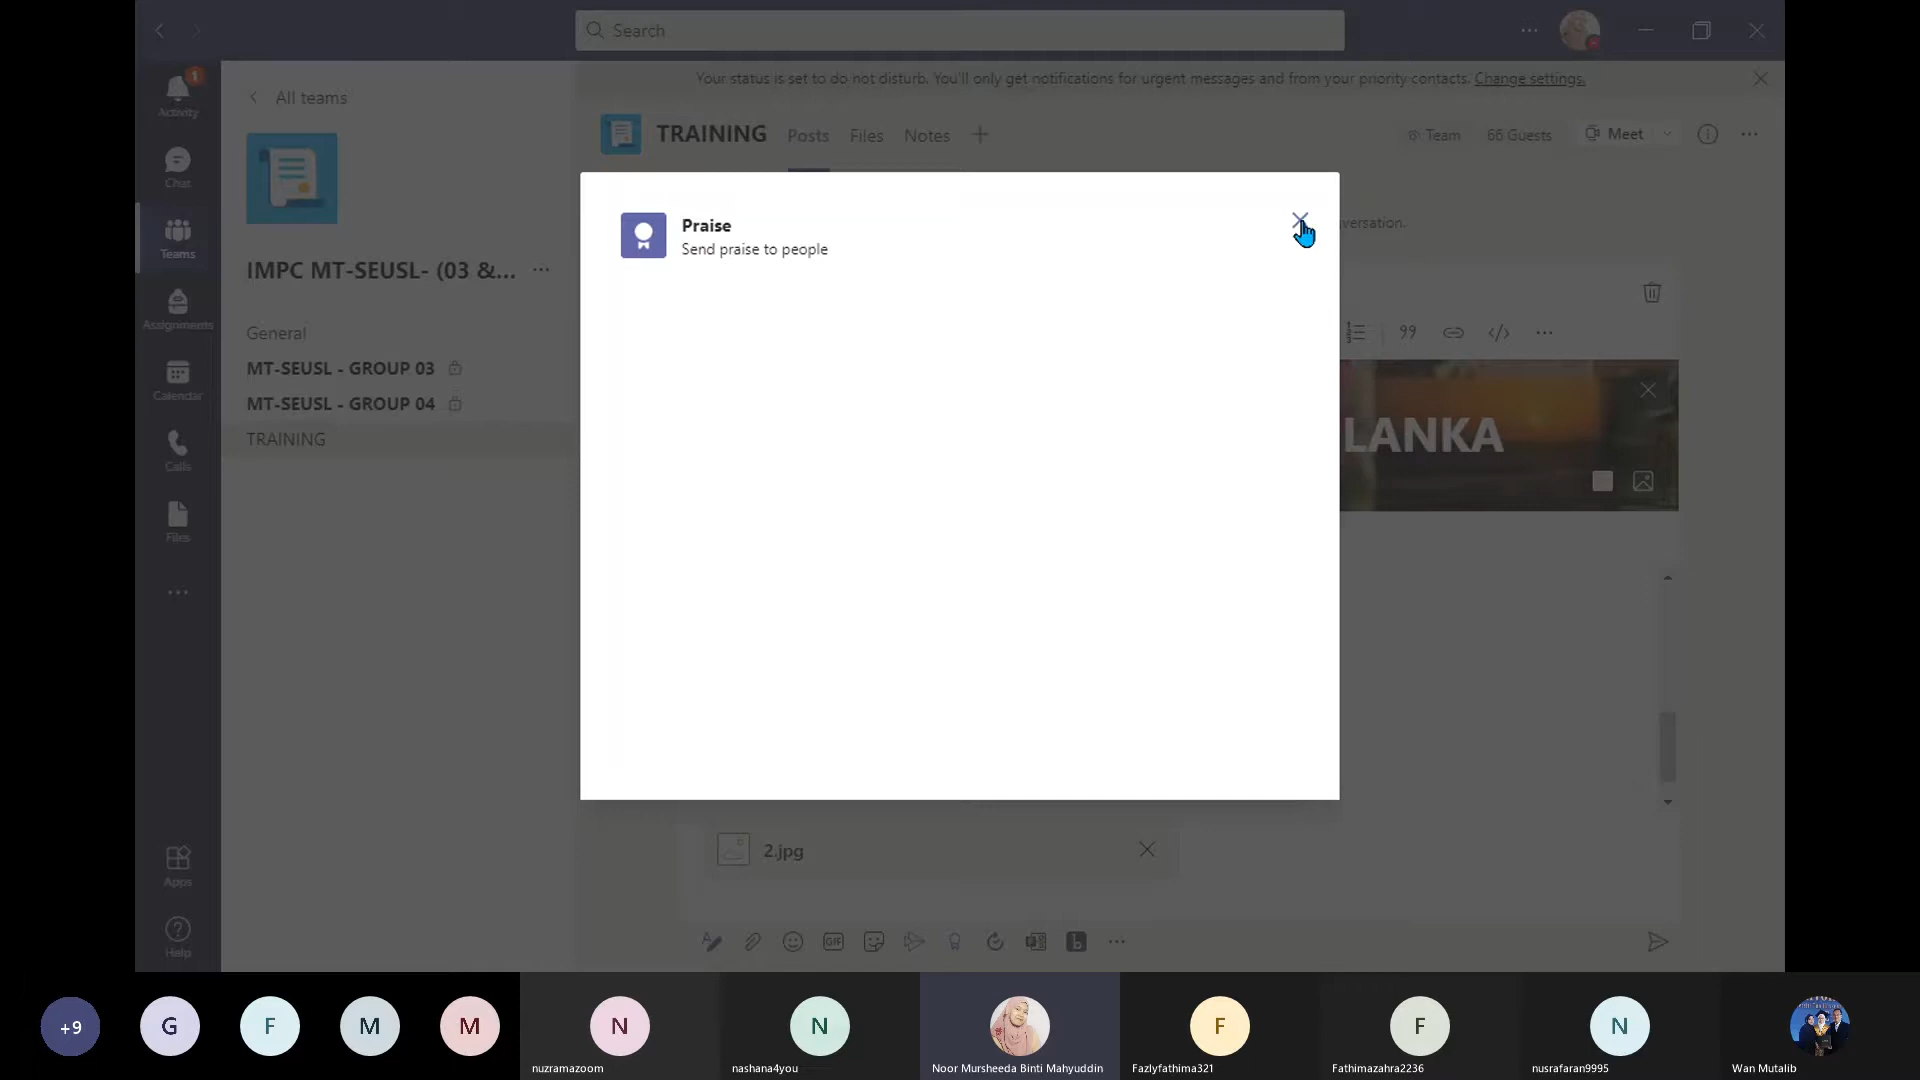 Search
Your status is set to do not disturb. You'll only get notifications for urgent messages and from your priority contacts. Change settings.
1
Activity
Chat
Teams
Assignments
Calendar
Calls
Files
Apps
Help
All teams
IMPC MT-SEUSL- (03 &...
General
MT-SEUSL - GROUP 03
MT-SEUSL - GROUP 04
TRAINING
TRAINING
Posts
Files
Notes
Team
66 Guests
Meet
Praise
Send praise to people
versation.
LANKA
2.jpg
GIF
+9
G
F
M
M
N
nuzramazoom
N
nashana4you
Noor Mursheeda Binti Mahyuddin
F
Fazlyfathima321
F
Fathimazahra2236
N
nusrafaran9995
Wan Mutalib